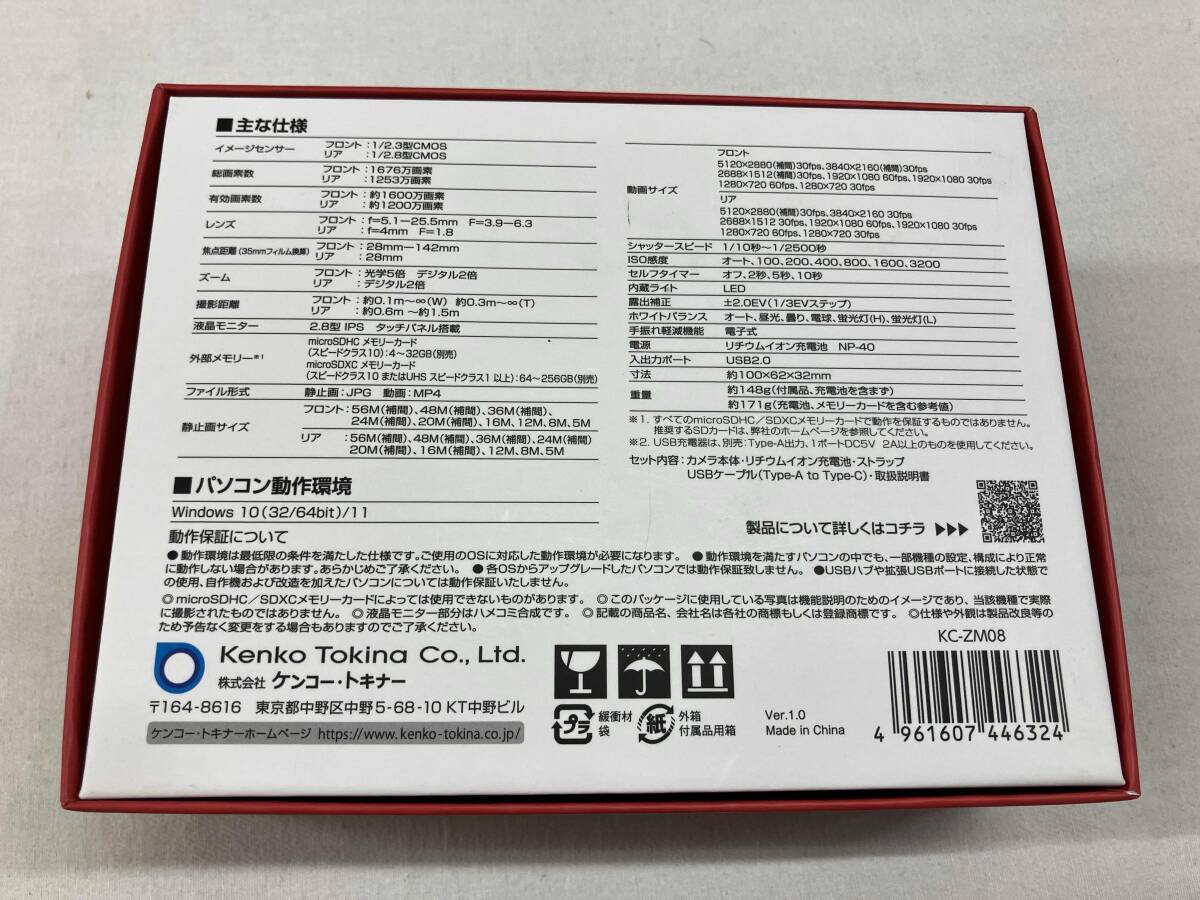 ■主な仕様
イメージセンサー フロント：1/2.3型CMOS
リア ：1/2.8型CMOS
総画素数 フロント：1676万画素
リア ：1253万画素
有効画素数 フロント：約1600万画素
リア ：約1200万画素
レンズ フロント：f=5.1－25.5mm F=3.9－6.3
リア ：f=4mm F=1.8
焦点距離(35mmフィルム換算) フロント：28mm－142mm
リア ：28mm
ズーム フロント：光学5倍 デジタル2倍
リア ：デジタル2倍
撮影距離 フロント：約0.1m～∞(W) 約0.3m～∞(T)
リア ：約0.6m ～約1.5m
液晶モニター 2.8型 IPS タッチパネル搭載
外部メモリー※1 microSDHC メモリーカード
(スピードクラス10)：4～32GB(別売)
microSDXC メモリーカード
(スピードクラス10 またはUHS スピードクラス1 以上)：64～256GB(別売)
ファイル形式 静止画：JPG 動画：MP4
静止画サイズ フロント：56M(補間)、48M(補間)、36M(補間)、
24M(補間)、20M(補間)、16M、12M、8M、5M
リア ：56M(補間)、48M(補間)、36M(補間)、24M(補間)
20M(補間)、16M(補間)、12M、8M、5M
動画サイズ フロント
5120×2880(補間)30fps、3840×2160(補間)30fps
2688×1512(補間)30fps、1920×1080 60fps、1920×1080 30fps
1280×720 60fps、1280×720 30fps
リア
5120×2880(補間)30fps、3840×2160 30fps
2688×1512 30fps、1920×1080 60fps、1920×1080 30fps
1280×720 60fps、1280×720 30fps
シャッタースピード 1/10秒～1/2500秒
ISO感度 オート、100、200、400、800、1600、3200
セルフタイマー オフ、2秒、5秒、10秒
内蔵ライト LED
露出補正 ±2.0EV(1/3EVステップ)
ホワイトバランス オート、昼光、曇り、電球、蛍光灯(H)、蛍光灯(L)
手振れ軽減機能 電子式
電源 リチウムイオン充電池 NP-40
入出力ポート USB2.0
寸法 約100×62×32mm
重量 約148g(付属品、充電池を含まず)
約171g(充電池、メモリーカードを含む参考値)
※1. すべてのmicroSDHC／SDXCメモリーカードで動作を保証するものではありません。
推奨するSDカードは、弊社のホームページを参照してください。
※2. USB充電器は、別売：Type-A出力、1ポートDC5V 2A以上のものを使用してください。
セット内容：カメラ本体・リチウムイオン充電池・ストラップ
USBケーブル(Type-A to Type-C)・取扱説明書
■パソコン動作環境
Windows 10(32/64bit)/11
製品について詳しくはコチラ
動作保証について
●動作環境は最低限の条件を満たした仕様です。ご使用のOSに対応した動作環境が必要になります。 ●動作環境を満たすパソコンの中でも、一部機種の設定、構成により正常
に動作しない場合があります。あらかじめご了承ください。 ●各OSからアップグレードしたパソコンでは動作保証致しません。 ●USBハブや拡張USBポートに接続した状態で
の使用、自作機および改造を加えたパソコンについては動作保証いたしません。
◎microSDHC／SDXCメモリーカードによっては使用できないものがあります。 ◎このパッケージに使用している写真は機能説明のためのイメージであり、当該機種で実際
に撮影されたものではありません。 ◎液晶モニター部分はハメコミ合成です。 ◎記載の商品名、会社名は各社の商標もしくは登録商標です。 ◎仕様や外観は製品改良等のた
め予告なく変更をする場合もありますのでご了承ください。
KC-ZM08
Kenko Tokina Co., Ltd.
株式会社 ケンコー・トキナー
〒164-8616 東京都中野区中野5-68-10 KT中野ビル
ケンコー・トキナーホームページ https://www.kenko-tokina.co.jp/
プラ 緩衝材
袋
紙 外箱
付属品用箱
Ver.1.0
Made in China
4 961607 446324